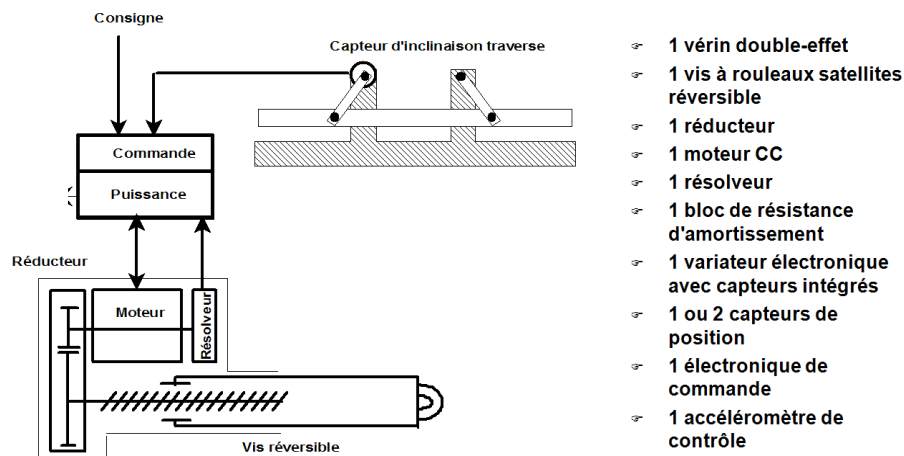 Consigne
Capteur d'inclinaison traverse
Commande
Puissance
Réducteur
Moteur
Résolveur
Vis réversible
☞ 1 vérin double-effet
☞ 1 vis à rouleaux satellites
réversible
☞ 1 réducteur
☞ 1 moteur CC
☞ 1 résolveur
☞ 1 bloc de résistance
d'amortissement
☞ 1 variateur électronique
avec capteurs intégrés
☞ 1 ou 2 capteurs de
position
☞ 1 électronique de
commande
☞ 1 accéléromètre de
contrôle